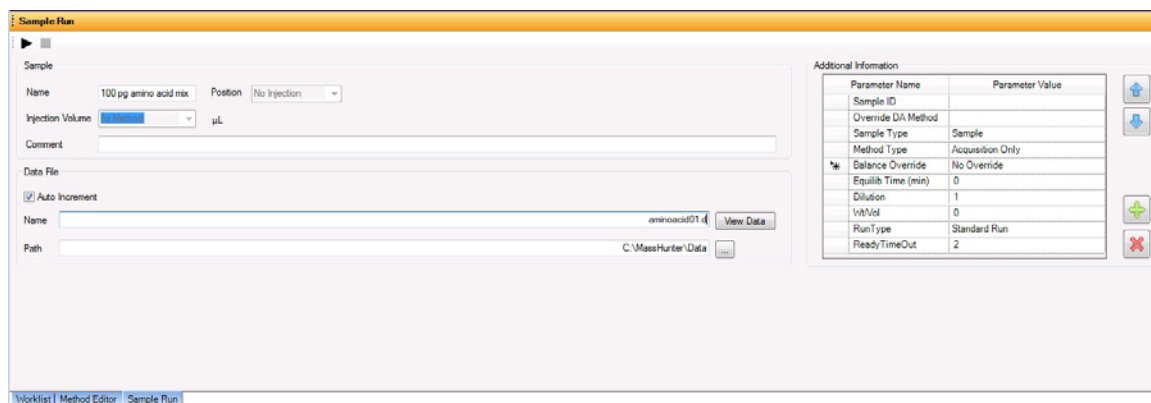 Sample Run
Sample
Name 100 pg amino acid mix Position No Injection
Injection Volume As Method µL
Comment
Data File
Auto Increment
Name aminoacid01.d View Data
Path C:\MassHunter\Data ...
Additional Information
Parameter Name Parameter Value
Sample ID
Override DA Method
Sample Type Sample
Method Type Acquisition Only
Balance Override No Override
Equilib Time (min) 0
Dilution 1
Wt/Vol 0
RunType Standard Run
ReadyTimeOut 2
Worklist Method Editor Sample Run